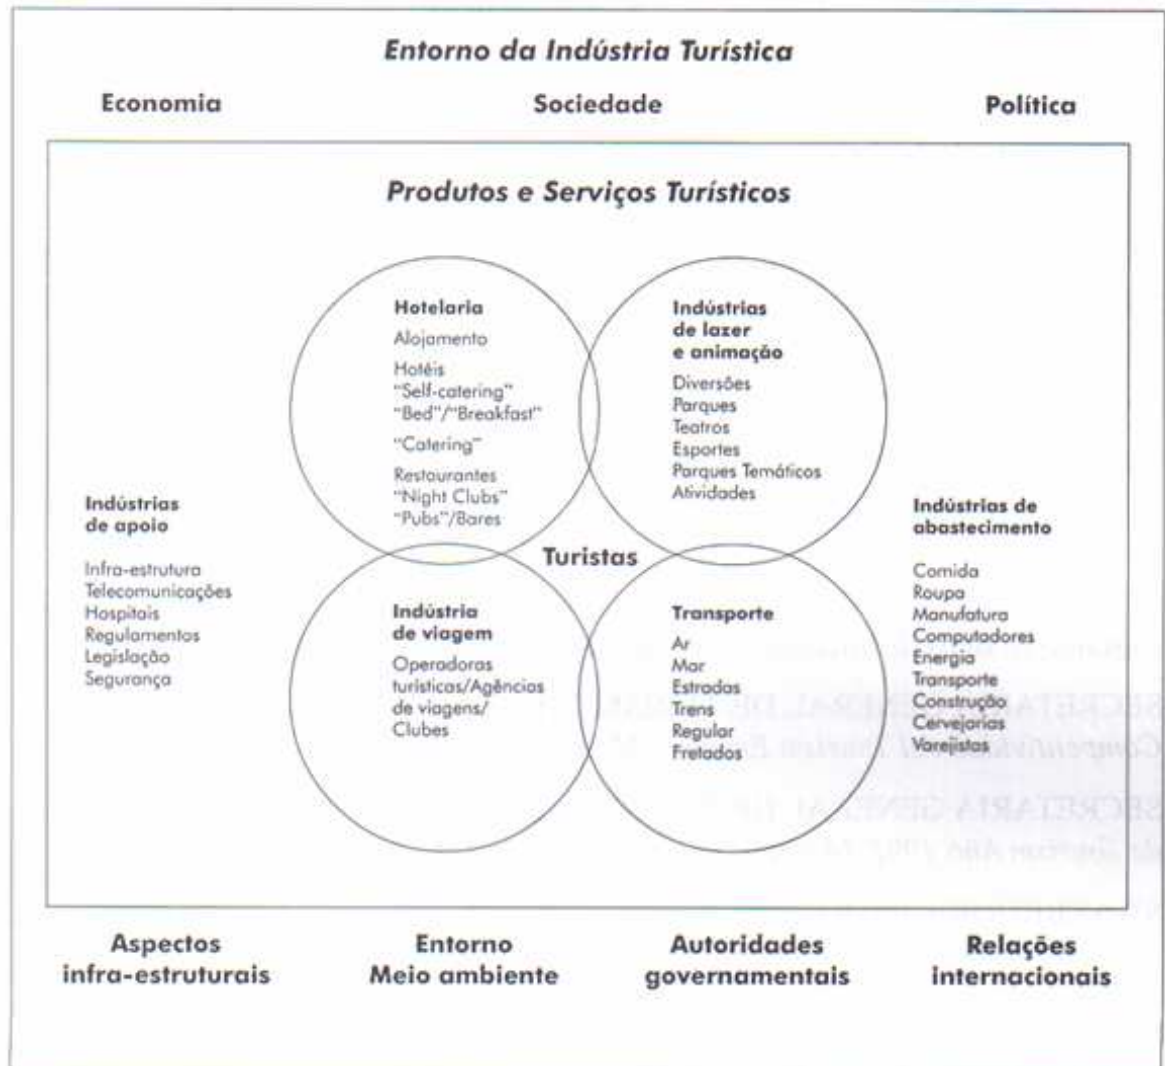 Entorno da Indústria Turística
Economia Sociedade Política
Produtos e Serviços Turísticos
Hotelaria
Alojamento
Hotéis
“Self-catering”
“Bed”/“Breakfast”
“Catering”
Restaurantes
“Night Clubs”
“Pubs”/Bares
Indústrias
de lazer
e animação
Diversões
Parques
Teatros
Esportes
Parques Temáticos
Atividades
Indústrias
de apoio
Infra-estrutura
Telecomunicações
Hospitais
Regulamentos
Legislação
Segurança
Turistas
Indústria
de viagem
Operadoras
turísticas/Agências
de viagens/
Clubes
Transporte
Ar
Mar
Estradas
Trens
Regular
Fretados
Indústrias de
abastecimento
Comida
Roupa
Manufatura
Computadores
Energia
Transporte
Construção
Cervejarias
Varejistas
Aspectos
infra-estruturais
Entorno
Meio ambiente
Autoridades
governamentais
Relações
internacionais